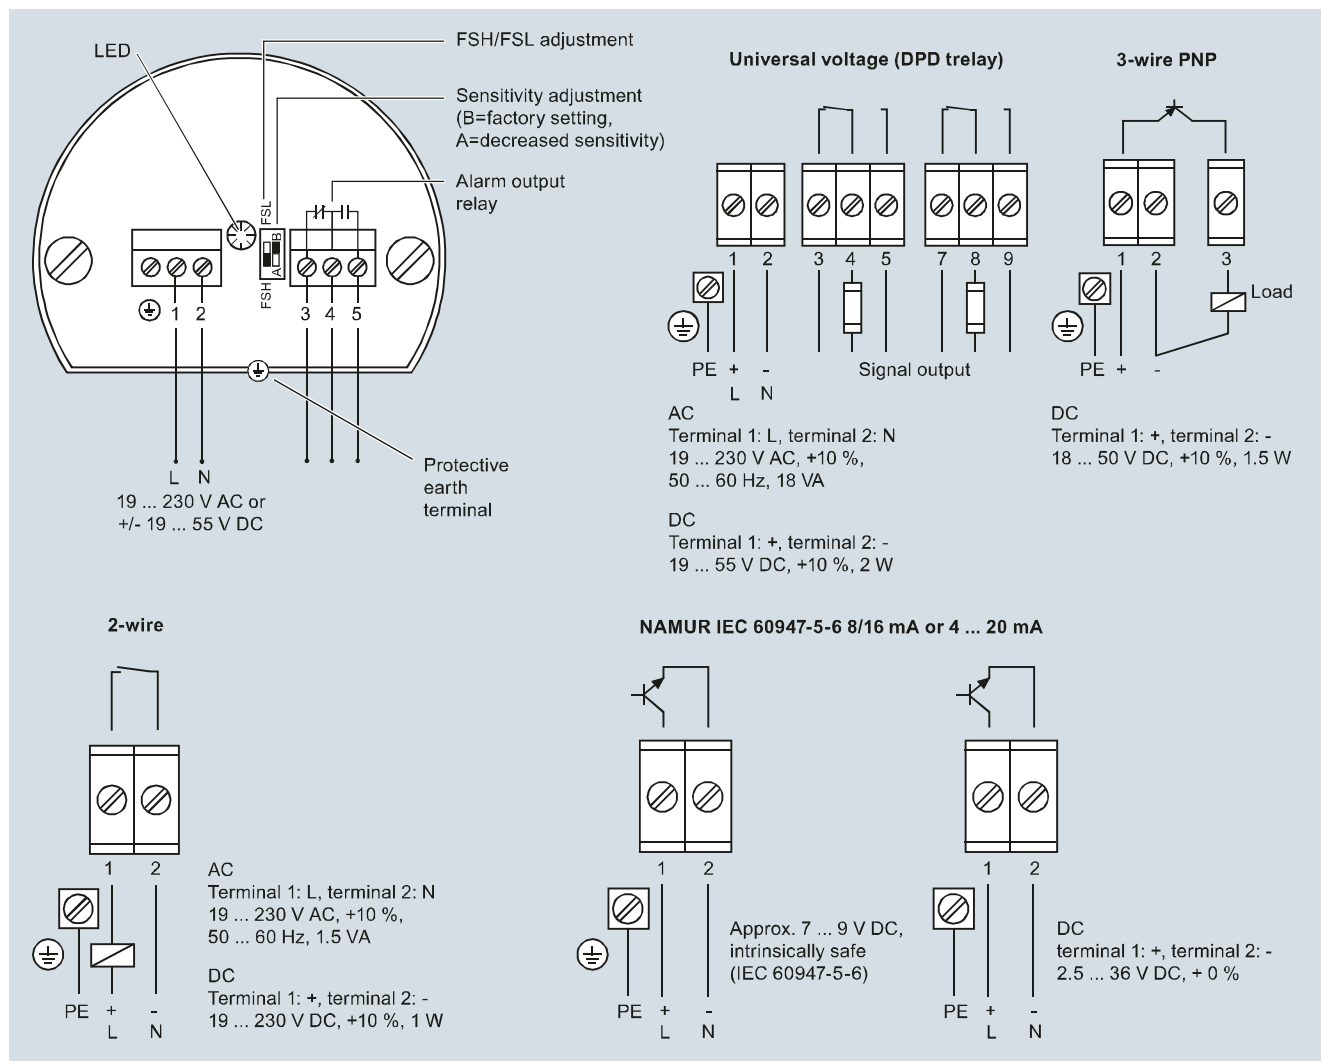 LED
FSH/FSL adjustment
Sensitivity adjustment
(B=factory setting,
A=decreased sensitivity)
Alarm output
relay
FSL
B
A
FSH
1 2
3 4 5
L N
19 ... 230 V AC or
+/- 19 ... 55 V DC
Protective
earth
terminal
Universal voltage (DPD trelay)
1 2 3 4 5 7 8 9
PE + -
L N
Signal output
AC
Terminal 1: L, terminal 2: N
19 ... 230 V AC, +10 %,
50 ... 60 Hz, 18 VA
DC
Terminal 1: +, terminal 2: -
19 ... 55 V DC, +10 %, 2 W
3-wire PNP
1 2 3
Load
PE + -
DC
Terminal 1: +, terminal 2: -
18 ... 50 V DC, +10 %, 1.5 W
2-wire
1 2
PE + -
L N
AC
Terminal 1: L, terminal 2: N
19 ... 230 V AC, +10 %,
50 ... 60 Hz, 1.5 VA
DC
Terminal 1: +, terminal 2: -
19 ... 230 V DC, +10 %, 1 W
NAMUR IEC 60947-5-6 8/16 mA or 4 ... 20 mA
1 2
PE + -
L N
Approx. 7 ... 9 V DC,
intrinsically safe
(IEC 60947-5-6)
1 2
PE + -
L N
DC
terminal 1: +, terminal 2: -
2.5 ... 36 V DC, + 0 %